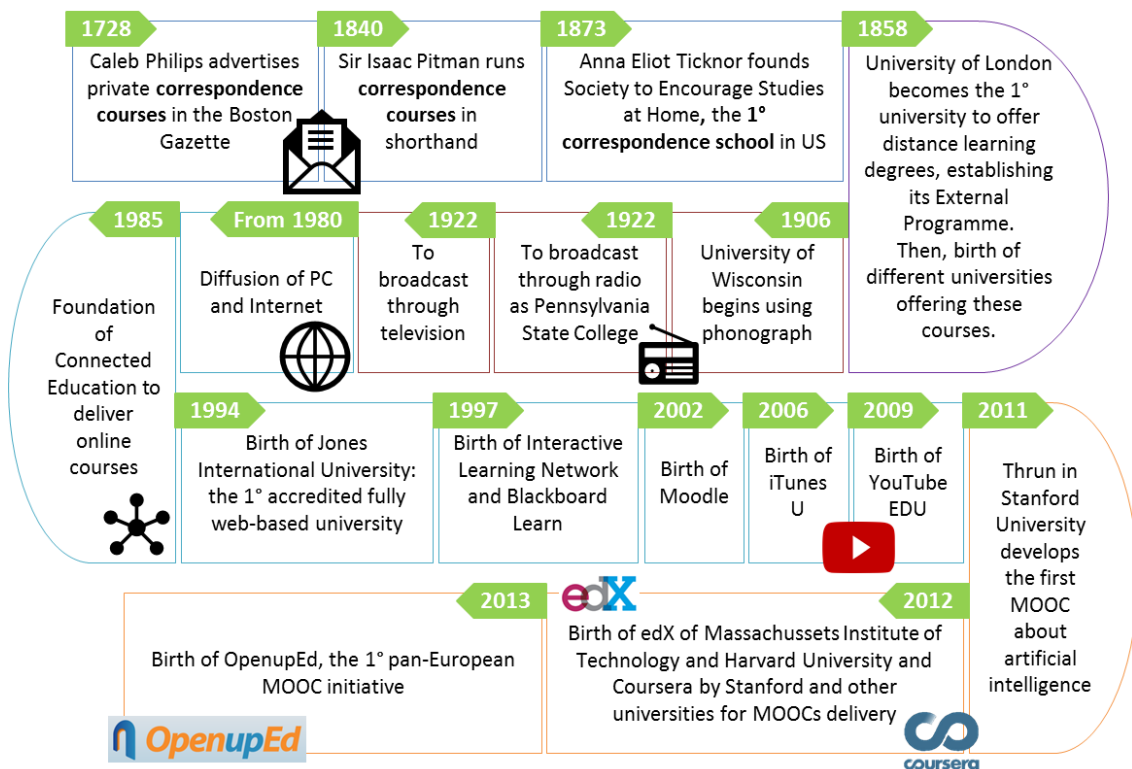 1728
Caleb Philips advertises
private correspondence
courses in the Boston
Gazette
1840
Sir Isaac Pitman runs
correspondence
courses in
shorthand
1873
Anna Eliot Ticknor founds
Society to Encourage Studies
at Home, the 1°
correspondence school in US
1858
University of London
becomes the 1°
university to offer
distance learning
degrees, establishing
its External
Programme.
Then, birth of
different universities
offering these
courses.
1906
University of
Wisconsin
begins using
phonograph
1922
To broadcast
through radio
as Pennsylvania
State College
1922
To
broadcast
through
television
From 1980
Diffusion of PC
and Internet
1985
Foundation
of
Connected
Education to
deliver
online
courses
1994
Birth of Jones
International University:
the 1° accredited fully
web-based university
1997
Birth of Interactive
Learning Network
and Blackboard
Learn
2002
Birth of
Moodle
2006
Birth of
iTunes
U
2009
Birth of
YouTube
EDU
2011
Thrun in
Stanford
University
develops
the first
MOOC
about
artificial
intelligence
2012
edX
Birth of edX of Massachussets Institute of
Technology and Harvard University and
Coursera by Stanford and other
universities for MOOCs delivery
coursera
2013
Birth of OpenupEd, the 1° pan-European
MOOC initiative
OpenupEd